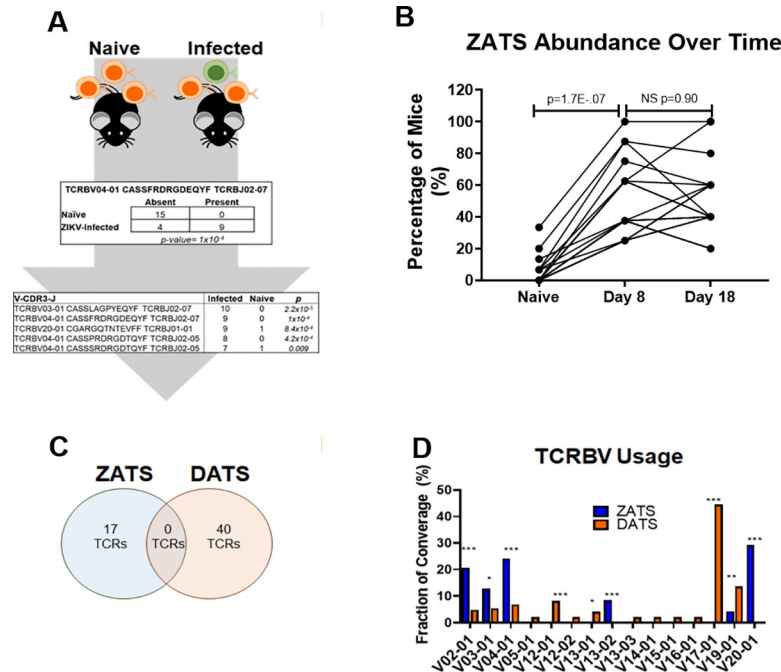 A
Naive Infected
TCRBV04-01 CASSFRDRGDEQYF TCRBJ02-07
Absent Present
Naïve 15 0
ZIKV-Infected 4 9
p-value= 1x10-4
V-CDR3-J Infected Naive p
TCRBV03-01 CASSLAGPYEQYF TCRBJ02-07 10 0 2.2x10-5
TCRBV04-01 CASSFRDRGDEQYF TCRBJ02-07 9 0 1x10-4
TCRBV20-01 CGARGQTNTEVFF TCRBJ01-01 9 1 8.4x10-4
TCRBV04-01 CASSPRDRGDTQYF TCRBJ02-05 8 0 4.2x10-4
TCRBV04-01 CASSSRDRGDTQYF TCRBJ02-05 7 1 0.009
B
ZATS Abundance Over Time
Percentage of Mice
(%)
120
100
80
60
40
20
0
p=1.7E-.07 NS p=0.90
Naive Day 8 Day 18
C
ZATS DATS
17 0 40
TCRs TCRs TCRs
D
TCRBV Usage
Fraction of Converage (%)
50
40
30
20
10
0
ZATS
DATS
*** * *** *** * *** *** ** ***
V02-01
V03-01
V04-01
V05-01
V12-01
V12-02
V13-01
V13-02
V13-03
V14-01
V15-01
V16-01
V17-01
V19-01
V20-01